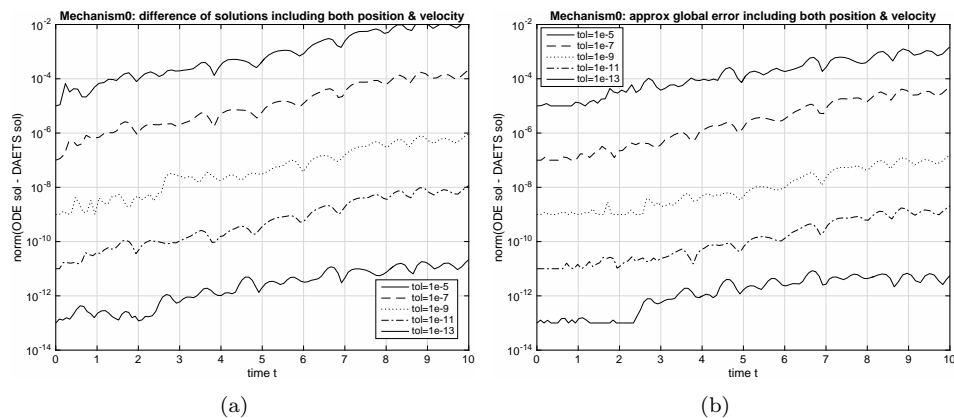 Mechanism0: difference of solutions including both position & velocity
norm(ODE sol - DAETS sol)
10^-2
10^-4
10^-6
10^-8
10^-10
10^-12
10^-14
0 1 2 3 4 5 6 7 8 9 10
time t
tol=1e-5
tol=1e-7
tol=1e-9
tol=1e-11
tol=1e-13
(a)
Mechanism0: approx global error including both position & velocity
norm(ODE sol - DAETS sol)
10^-2
10^-4
10^-6
10^-8
10^-10
10^-12
10^-14
0 1 2 3 4 5 6 7 8 9 10
time t
tol=1e-5
tol=1e-7
tol=1e-9
tol=1e-11
tol=1e-13
(b)